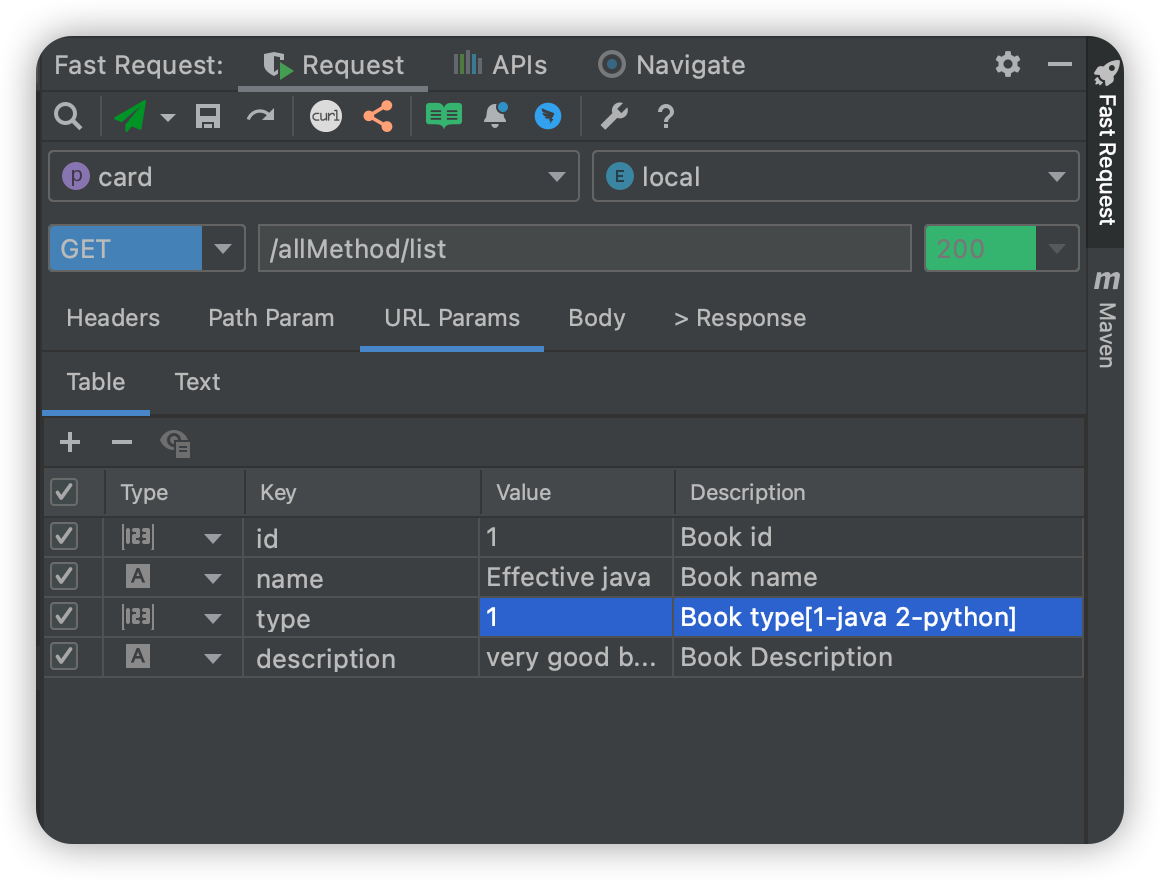 Fast Request: Request APIs Navigate
curl
p card E local
GET /allMethod/list 200
Headers Path Param URL Params Body > Response
Table Text
Type Key Value Description
123 id 1 Book id
A name Effective java Book name
123 type 1 Book type[1-java 2-python]
A description very good b... Book Description
Fast Request
m Maven